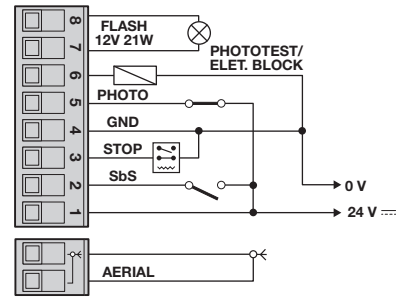 8
FLASH
12V 21W
7
PHOTOTEST/
ELET. BLOCK
6
PHOTO
5
GND
4
STOP
3
SbS
2
0 V
1
24 V
AERIAL